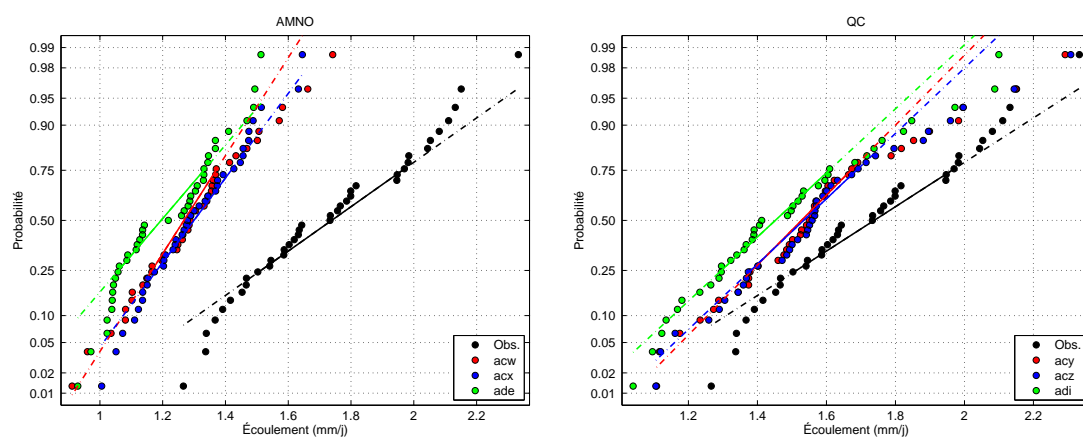 AMNO
0.99
0.98
0.95
0.90
0.75
0.50
0.25
0.10
0.05
0.02
0.01
Probabilité
1 1.2 1.4 1.6 1.8 2 2.2
Écoulement (mm/j)
Obs.
acw
acx
ade
QC
0.99
0.98
0.95
0.90
0.75
0.50
0.25
0.10
0.05
0.02
0.01
Probabilité
1.2 1.4 1.6 1.8 2 2.2
Écoulement (mm/j)
Obs.
acy
acz
adi